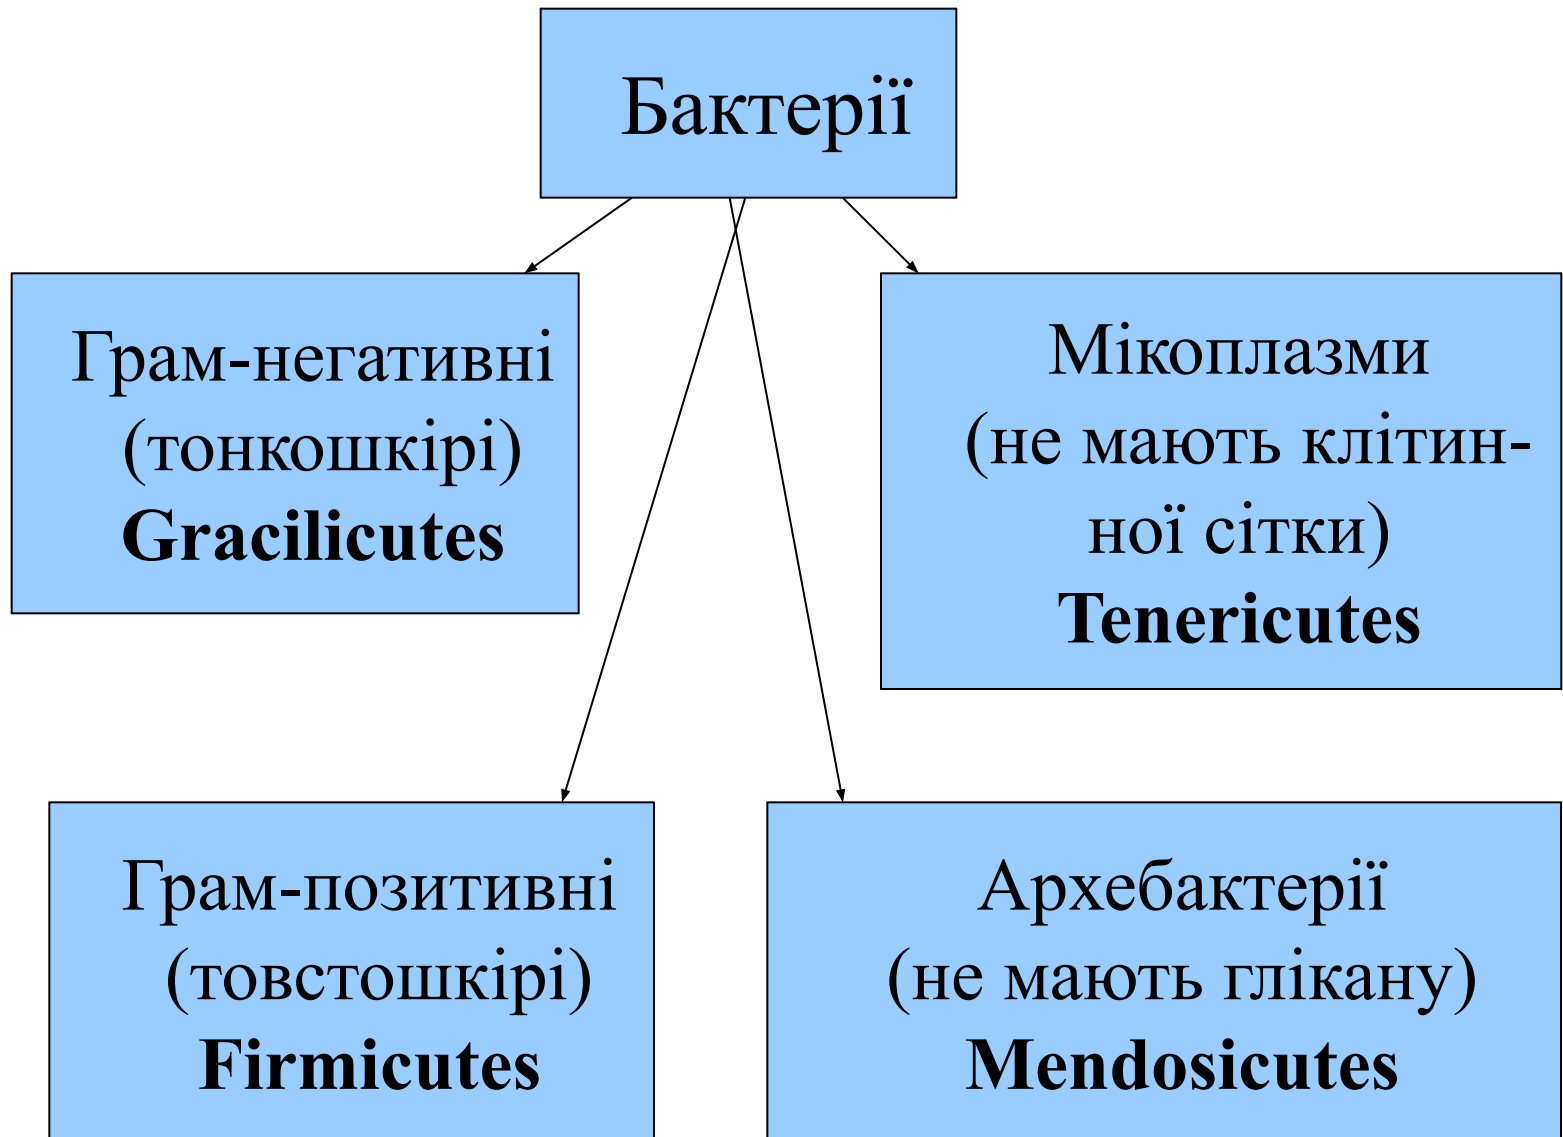 Бактерії
Грам-негативні
(тонкошкірі)
Gracilicutes
Мікоплазми
(не мають клітин-
ної сітки)
Tenericutes
Грам-позитивні
(товстошкірі)
Firmicutes
Архебактерії
(не мають глікану)
Mendosicutes